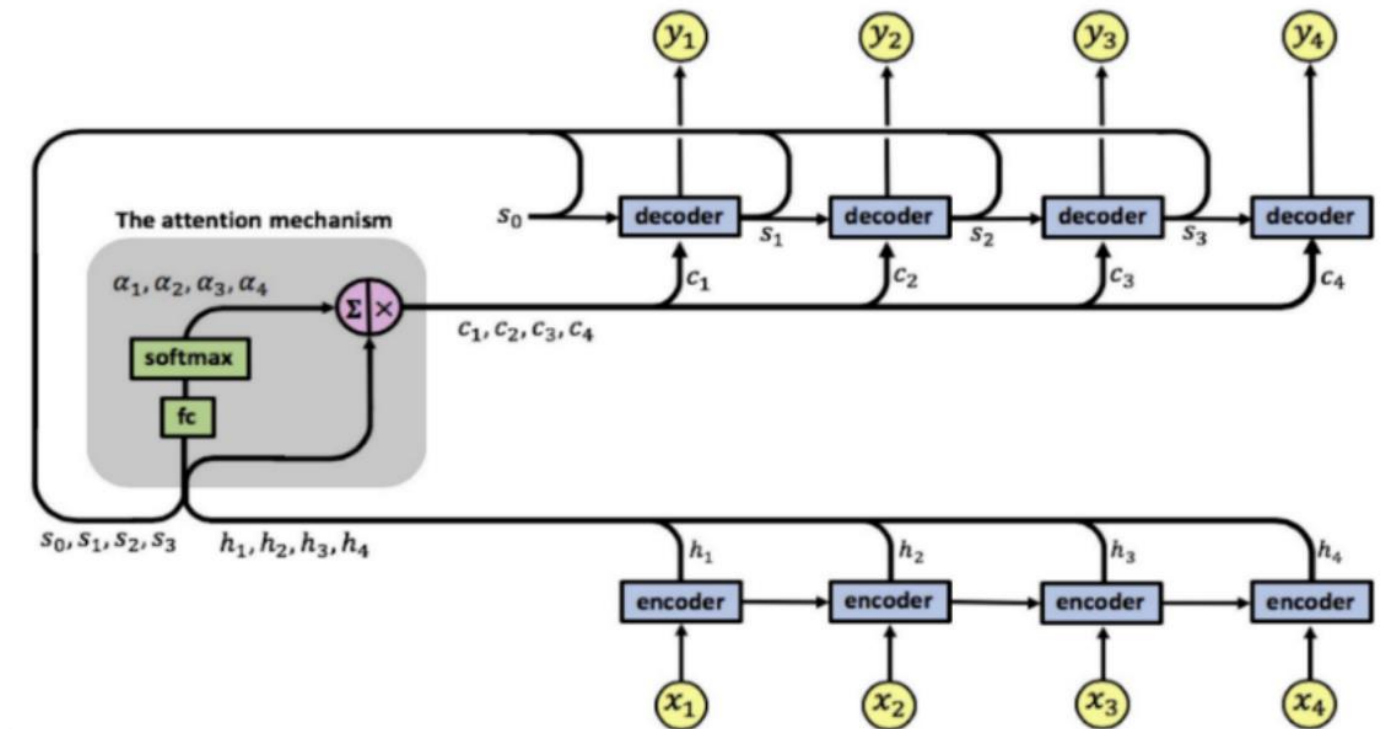 y₁ y₂ y₃ y₄
The attention mechanism
s₀ decoder decoder decoder decoder
s₁ s₂ s₃
α₁, α₂, α₃, α₄
c₁ c₂ c₃ c₄
Σ ×
c₁, c₂, c₃, c₄
softmax
fc
s₀, s₁, s₂, s₃ h₁, h₂, h₃, h₄
h₁ h₂ h₃ h₄
encoder encoder encoder encoder
x₁ x₂ x₃ x₄